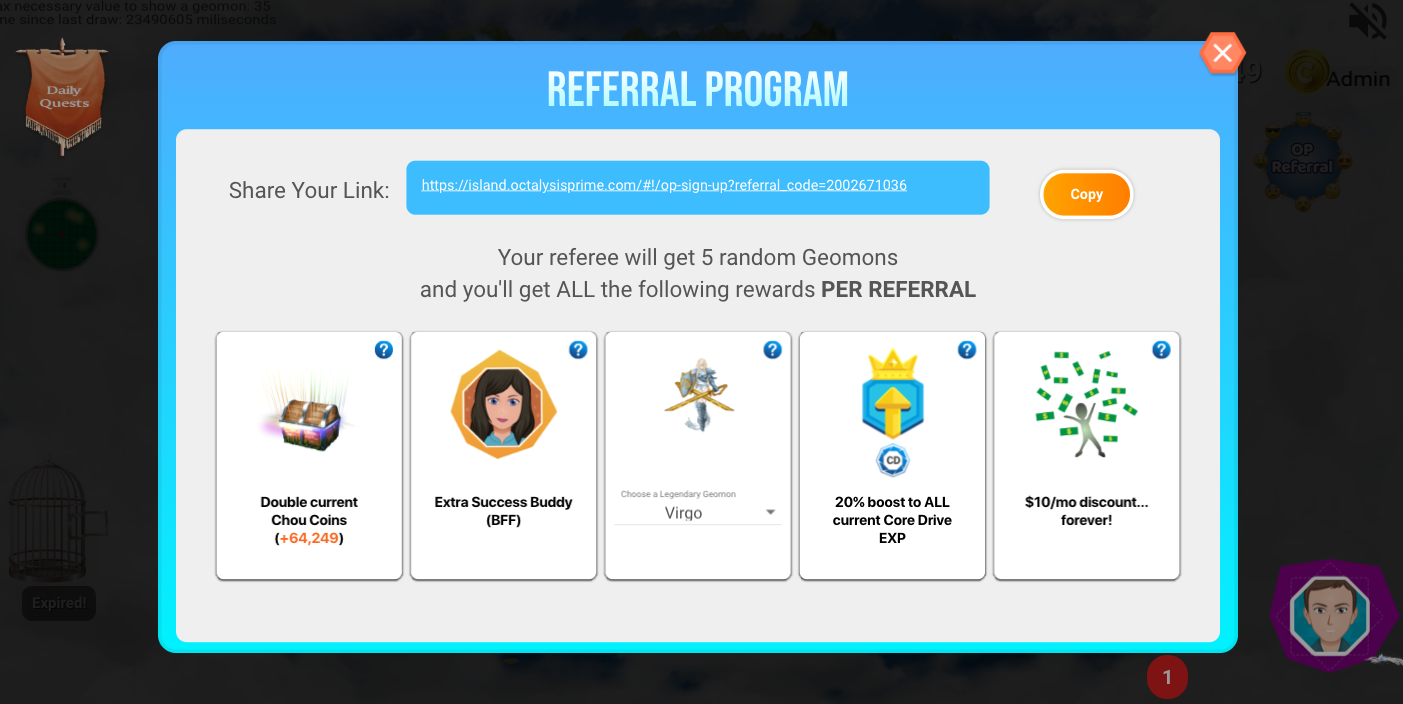 necessary value to show a geomon: 35
me since last draw: 23490605 miliseconds
Daily
Quests
Admin
OP
Referral
REFERRAL PROGRAM
Share Your Link:
https://island.octalysisprime.com/#!/op-sign-up?referral_code=2002671036
Copy
Your referee will get 5 random Geomons
and you'll get ALL the following rewards PER REFERRAL
?
?
?
?
?
CD
Double current
Chou Coins
(+64,249)
Extra Success Buddy
(BFF)
Choose a Legendary Geomon
Virgo
20% boost to ALL
current Core Drive
EXP
$10/mo discount...
forever!
Expired!
1